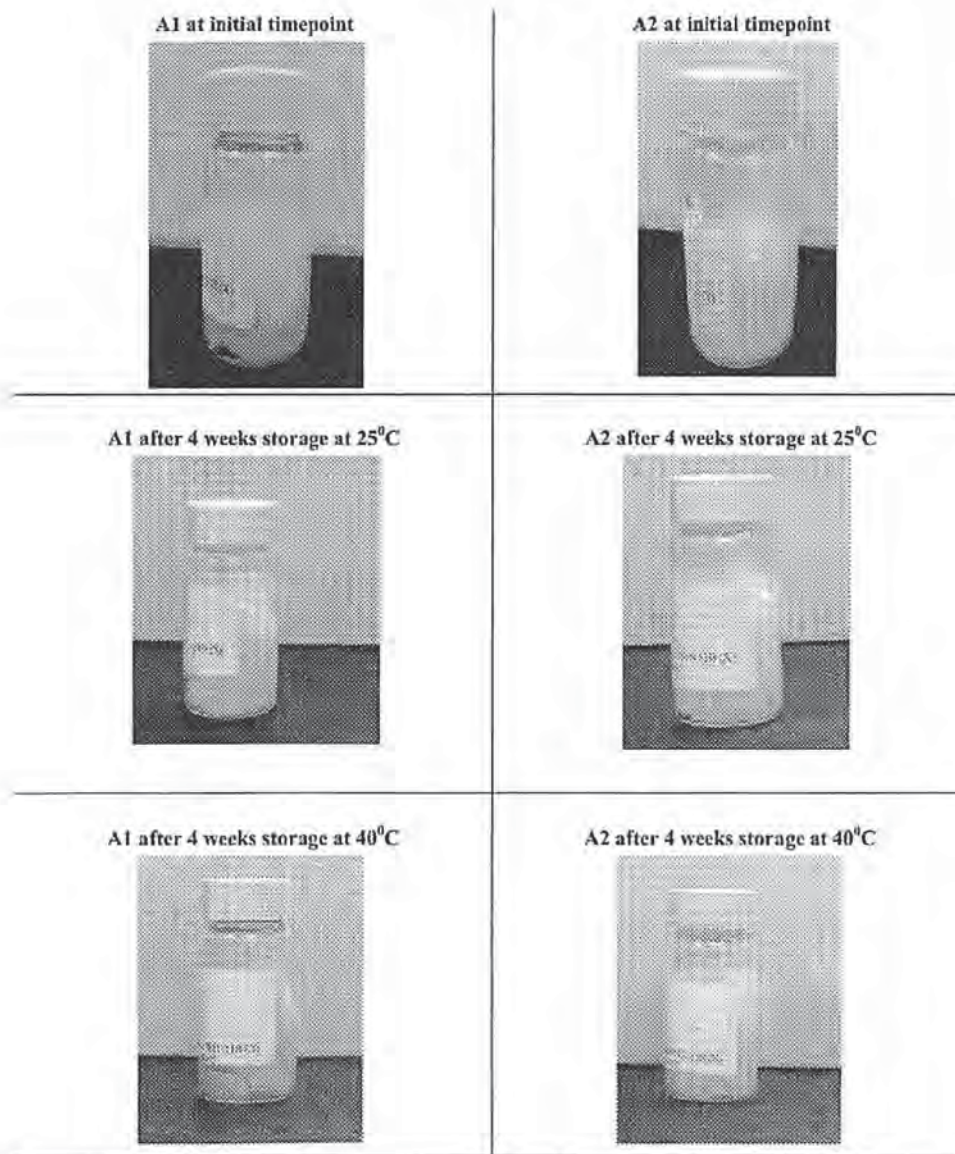 A1 at initial timepoint
A2 at initial timepoint
A1 after 4 weeks storage at 25⁰C
A2 after 4 weeks storage at 25⁰C
A1 after 4 weeks storage at 40⁰C
A2 after 4 weeks storage at 40⁰C